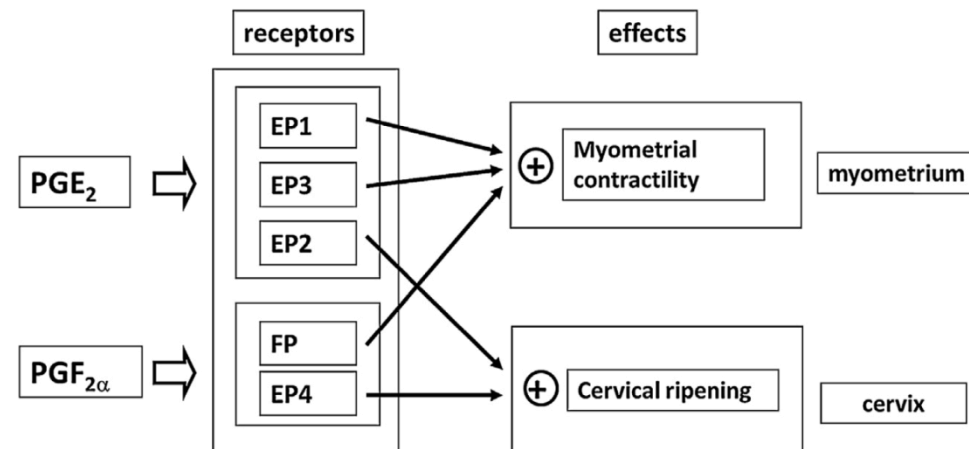 receptors
effects
PGE₂
EP1
EP3
EP2
Myometrial
contractility
myometrium
PGF₂α
FP
EP4
Cervical ripening
cervix